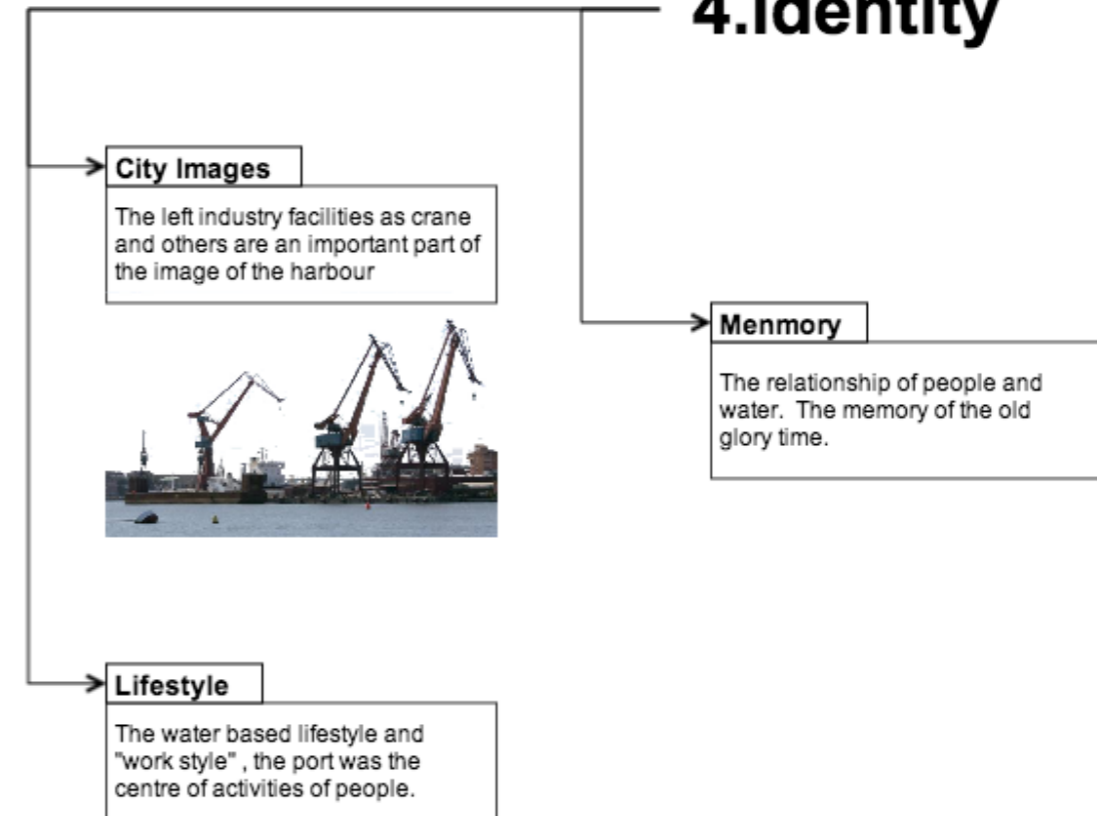 4.Identity
City Images
The left industry facilities as crane
and others are an important part of
the image of the harbour
Menmory
The relationship of people and
water.  The memory of the old
glory time.
Lifestyle
The water based lifestyle and
"work style" , the port was the
centre of activities of people.